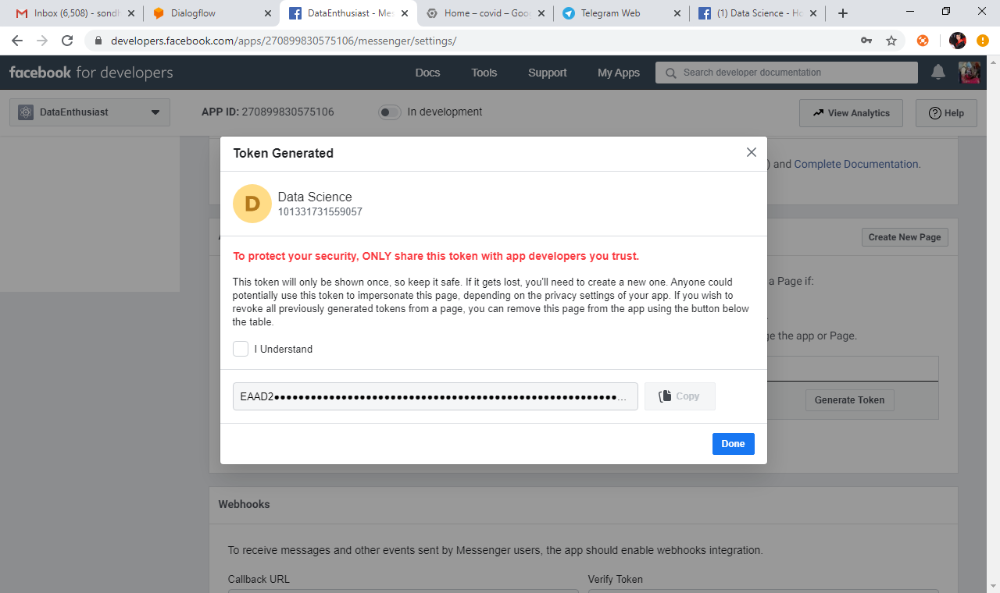 Inbox (6,508) - sondh
Dialogflow
DataEnthusiast - Mes
Home – covid – Goo
Telegram Web
(1) Data Science - Ho
developers.facebook.com/apps/270899830575106/messenger/settings/
facebook for developers
Docs
Tools
Support
My Apps
Search developer documentation
DataEnthusiast
APP ID: 270899830575106
In development
View Analytics
Help
) and Complete Documentation.
Token Generated
D
Data Science
101331731559057
Create New Page
To protect your security, ONLY share this token with app developers you trust.
This token will only be shown once, so keep it safe. If it gets lost, you'll need to create a new one. Anyone could
potentially use this token to impersonate this page, depending on the privacy settings of your app. If you wish to
revoke all previously generated tokens from a page, you can remove this page from the app using the button below
the table.
a Page if:
ge the app or Page.
I Understand
EAAD2••••••••••••••••••••••••••••••••••••••••••••••••••••••••...
Copy
Generate Token
Done
Webhooks
To receive messages and other events sent by Messenger users, the app should enable webhooks integration.
Callback URL
Verify Token